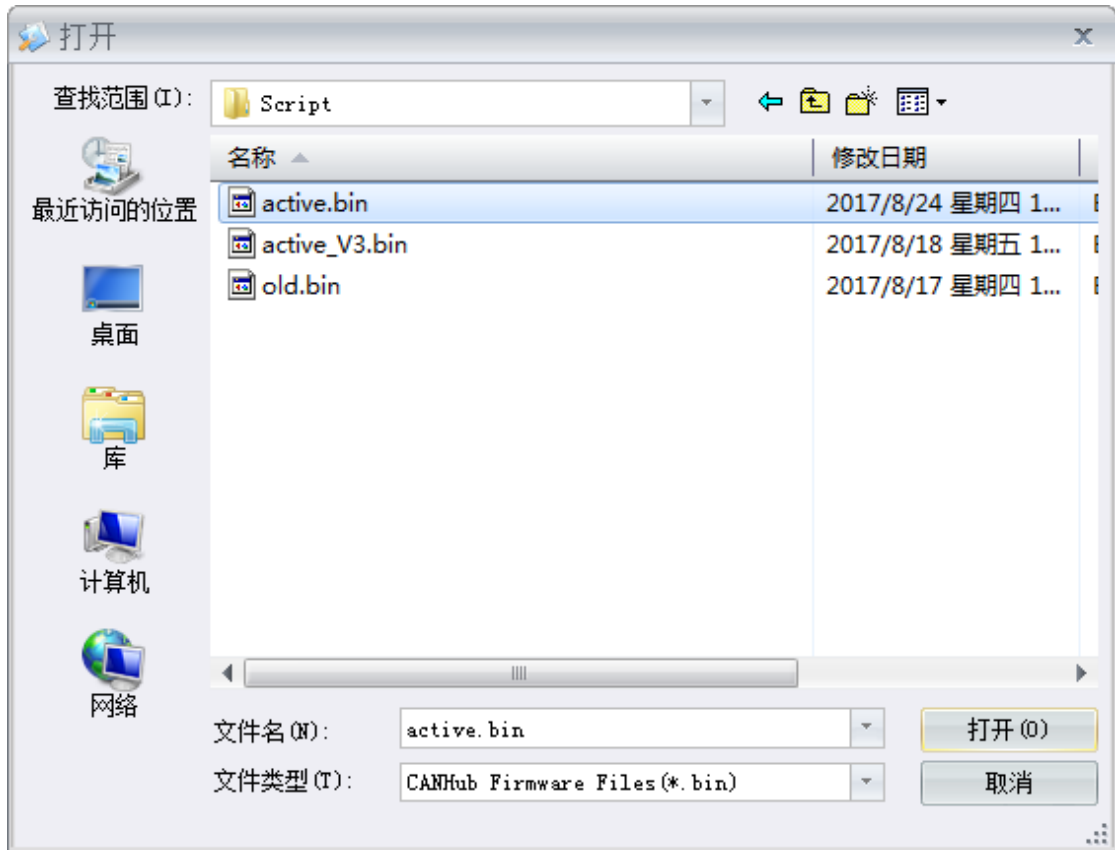 打开
查找范围(I):
Script
名称
修改日期
最近访问的位置
active.bin
2017/8/24 星期四 1...
active_V3.bin
2017/8/18 星期五 1...
old.bin
2017/8/17 星期四 1...
桌面
库
计算机
网络
文件名(N):
active.bin
打开(O)
文件类型(T):
CANHub Firmware Files(*.bin)
取消